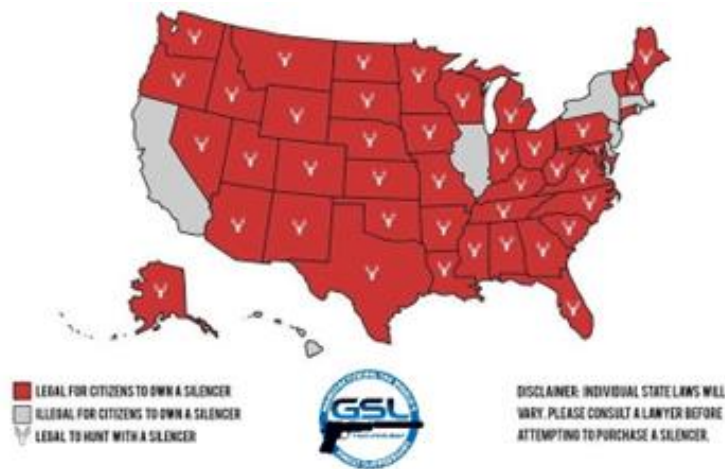 LEGAL FOR CITIZENS TO OWN A SILENCER
ILLEGAL FOR CITIZENS TO OWN A SILENCER
LEGAL TO HUNT WITH A SILENCER
GSL
DISCLAIMER: INDIVIDUAL STATE LAWS WILL
VARY. PLEASE CONSULT A LAWYER BEFORE
ATTEMPTING TO PURCHASE A SILENCER.